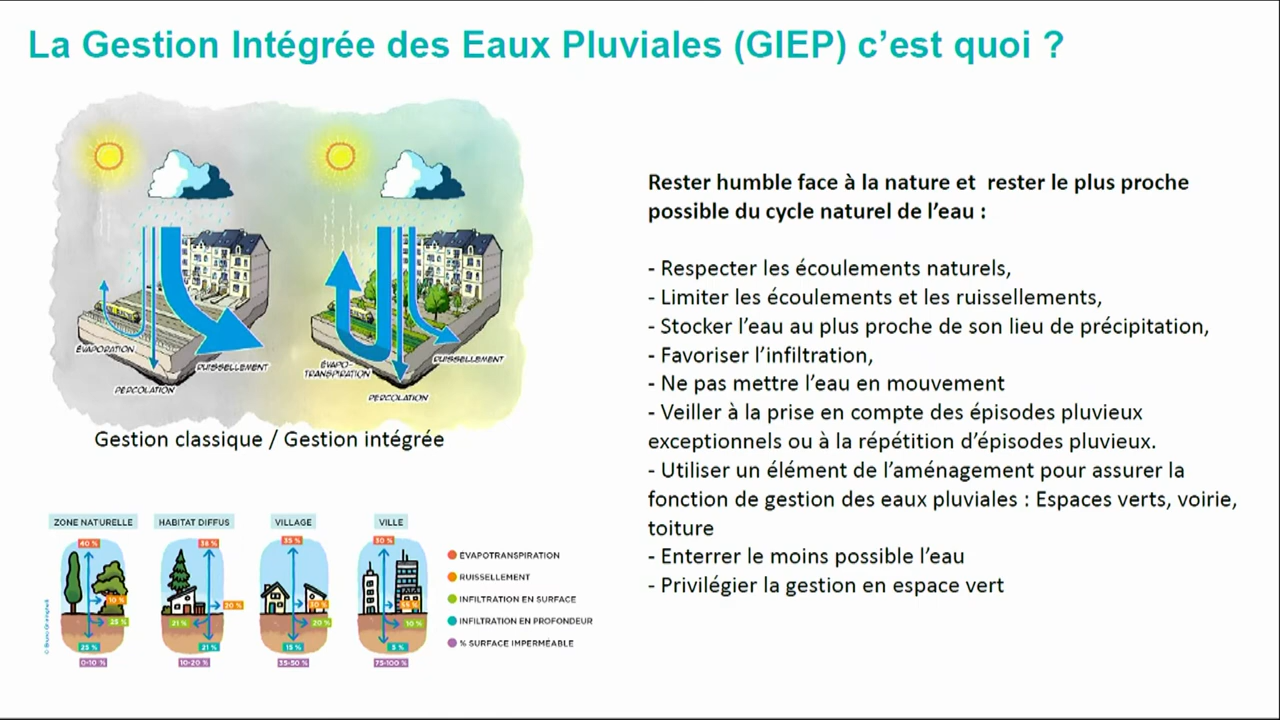 La Gestion Intégrée des Eaux Pluviales (GIEP) c’est quoi ?
ÉVAPORATION
PERCOLATION
RUISSELLEMENT
ÉVAPO-
TRANSPIRATION
PERCOLATION
RUISSELLEMENT
Gestion classique / Gestion intégrée
Rester humble face à la nature et  rester le plus proche
possible du cycle naturel de l’eau :
- Respecter les écoulements naturels,
- Limiter les écoulements et les ruissellements,
- Stocker l’eau au plus proche de son lieu de précipitation,
- Favoriser l’infiltration,
- Ne pas mettre l’eau en mouvement
- Veiller à la prise en compte des épisodes pluvieux
exceptionnels ou à la répétition d’épisodes pluvieux.
- Utiliser un élément de l’aménagement pour assurer la
fonction de gestion des eaux pluviales : Espaces verts, voirie,
toiture
- Enterrer le moins possible l’eau
- Privilégier la gestion en espace vert
ZONE NATURELLE
40 %
10 %
25 %
25 %
0-10 %
HABITAT DIFFUS
38 %
20 %
21 %
21 %
10-20 %
VILLAGE
35 %
30 %
20 %
15 %
35-50 %
VILLE
30 %
55 %
10 %
5 %
75-100 %
EVAPOTRANSPIRATION
RUISSELLEMENT
INFILTRATION EN SURFACE
INFILTRATION EN PROFONDEUR
% SURFACE IMPERMÉABLE